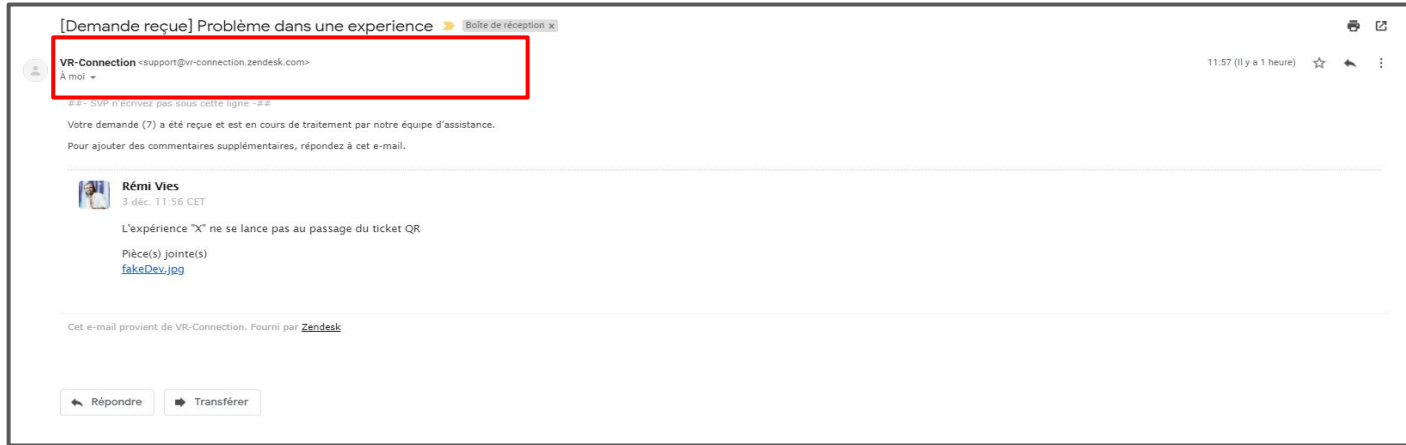 [Demande reçue] Problème dans une experience Boîte de réception x
VR-Connection <support@vr-connection.zendesk.com> 11:57 (Il y a 1 heure)
À moi
##- SVP n'écrivez pas sous cette ligne -##
Votre demande (7) a été reçue et est en cours de traitement par notre équipe d'assistance.
Pour ajouter des commentaires supplémentaires, répondez à cet e-mail.
Rémi Vies
3 déc. 11:56 CET
L'expérience "X" ne se lance pas au passage du ticket QR
Pièce(s) jointe(s)
fakeDev.jpg
Cet e-mail provient de VR-Connection. Fourni par Zendesk
Répondre Transférer